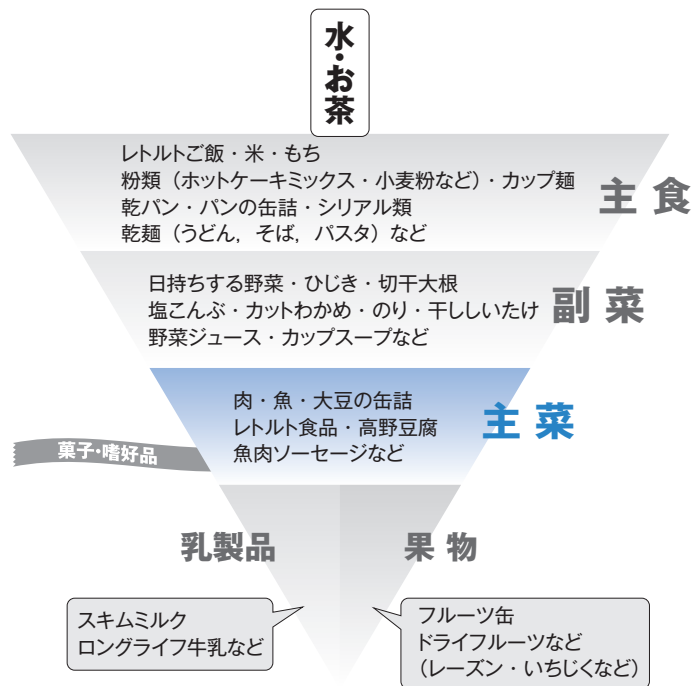 水・お茶
レトルトご飯・米・もち
粉類（ホットケーキミックス・小麦粉など）・カップ麺
乾パン・パンの缶詰・シリアル類
乾麺（うどん，そば，パスタ）など
主食
日持ちする野菜・ひじき・切干大根
塩こんぶ・カットわかめ・のり・干ししいたけ
野菜ジュース・カップスープなど
副菜
肉・魚・大豆の缶詰
レトルト食品・高野豆腐
魚肉ソーセージなど
主菜
菓子・嗜好品
乳製品
果物
スキムミルク
ロングライフ牛乳など
フルーツ缶
ドライフルーツなど
（レーズン・いちじくなど）